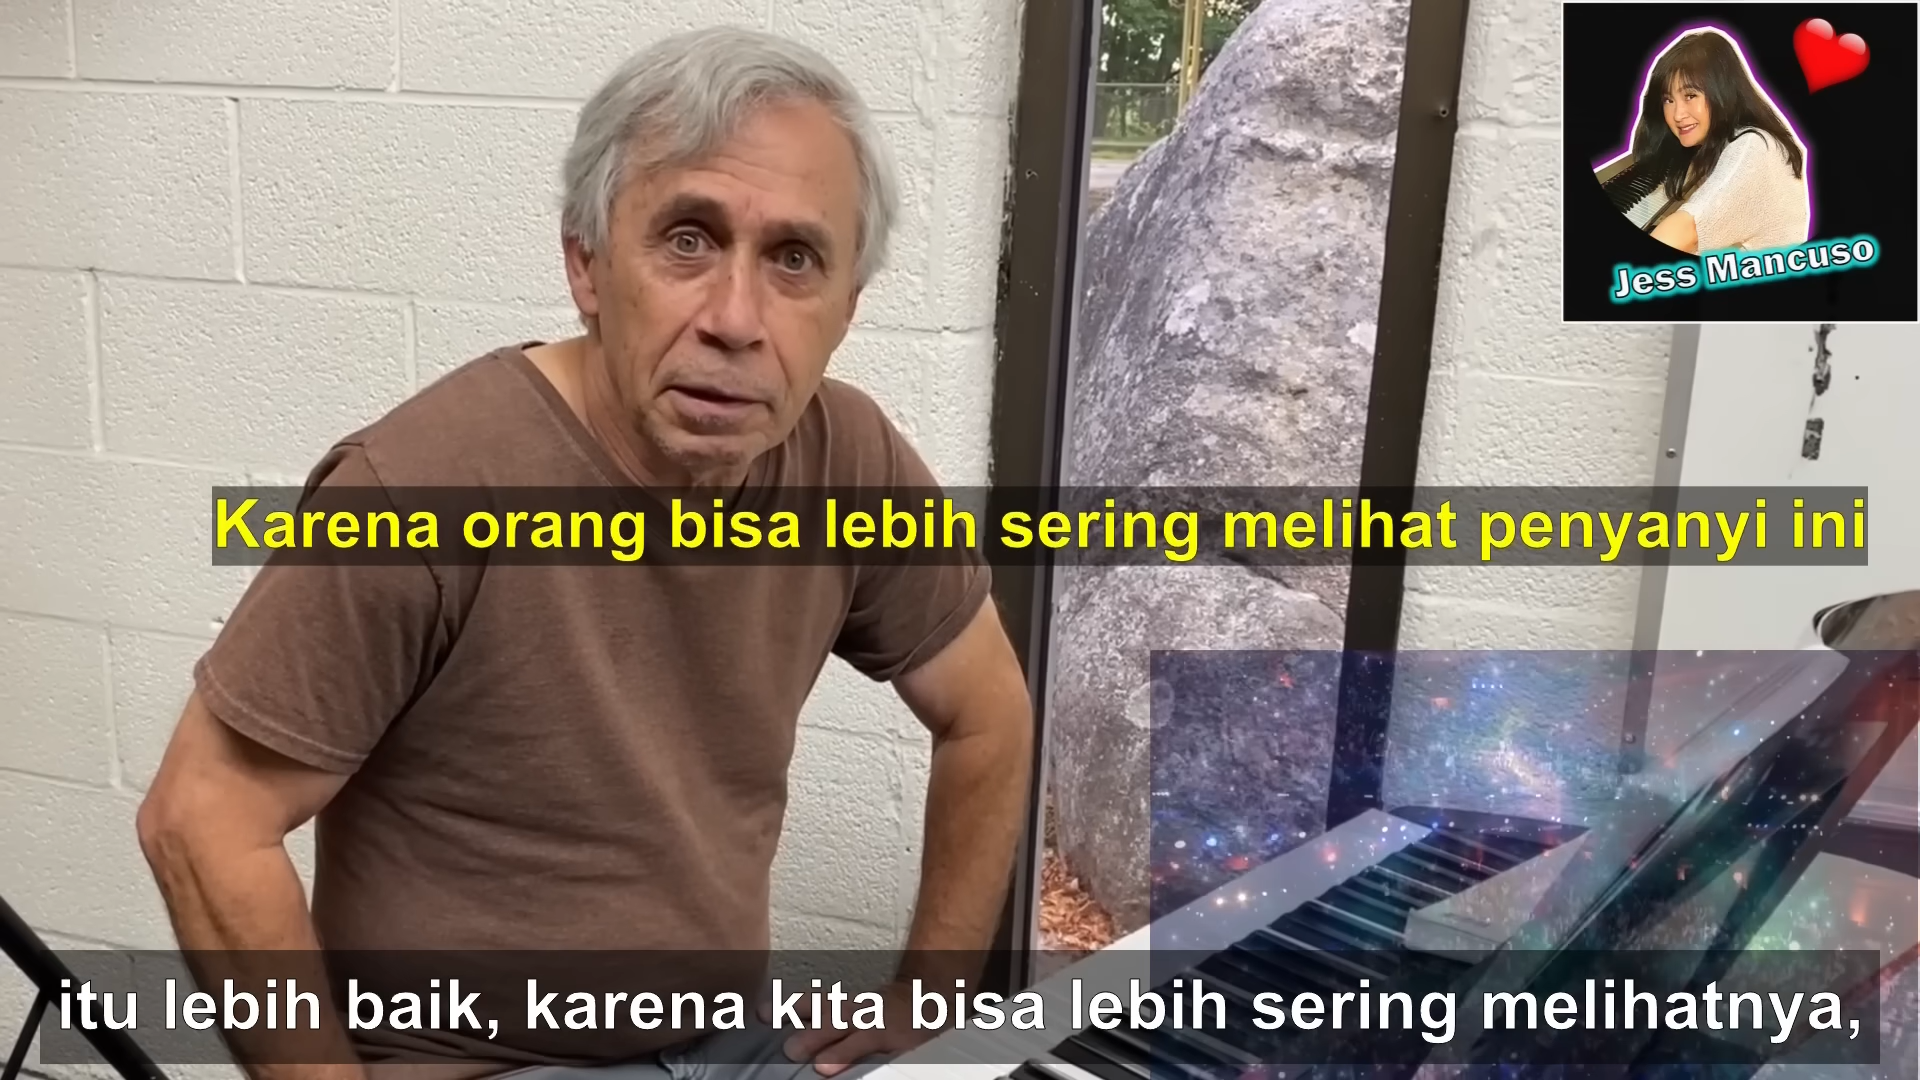 Jess Mancuso
Karena orang bisa lebih sering melihat penyanyi ini
itu lebih baik, karena kita bisa lebih sering melihatnya,